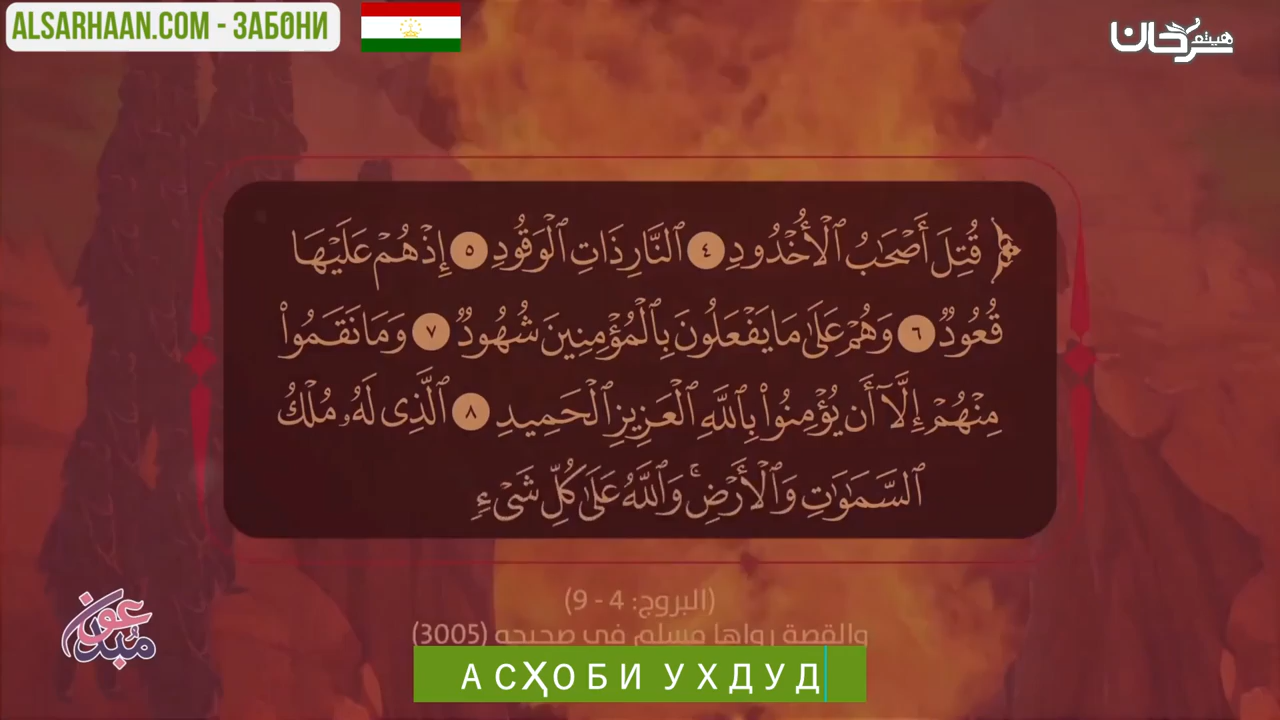 ALSARHAAN.COM - ЗАБОНИ
هيثم سرحان
﴿ قُتِلَ أَصْحَٰبُ ٱلْأُخْدُودِ ٤ ٱلنَّارِ ذَاتِ ٱلْوَقُودِ ٥ إِذْ هُمْ عَلَيْهَا
قُعُودٌ ٦ وَهُمْ عَلَىٰ مَا يَفْعَلُونَ بِٱلْمُؤْمِنِينَ شُهُودٌ ٧ وَمَا نَقَمُوا۟
مِنْهُمْ إِلَّآ أَن يُؤْمِنُوا۟ بِٱللَّهِ ٱلْعَزِيزِ ٱلْحَمِيدِ ٨ ٱلَّذِى لَهُۥ مُلْكُ
ٱلسَّمَٰوَٰتِ وَٱلْأَرْضِ ۚ وَٱللَّهُ عَلَىٰ كُلِّ شَىْءٍ
(البروج: 4 - 9)
والقصة رواها مسلم في صحيحه (3005)
مبدعون
АСҲОБИ УХДУД